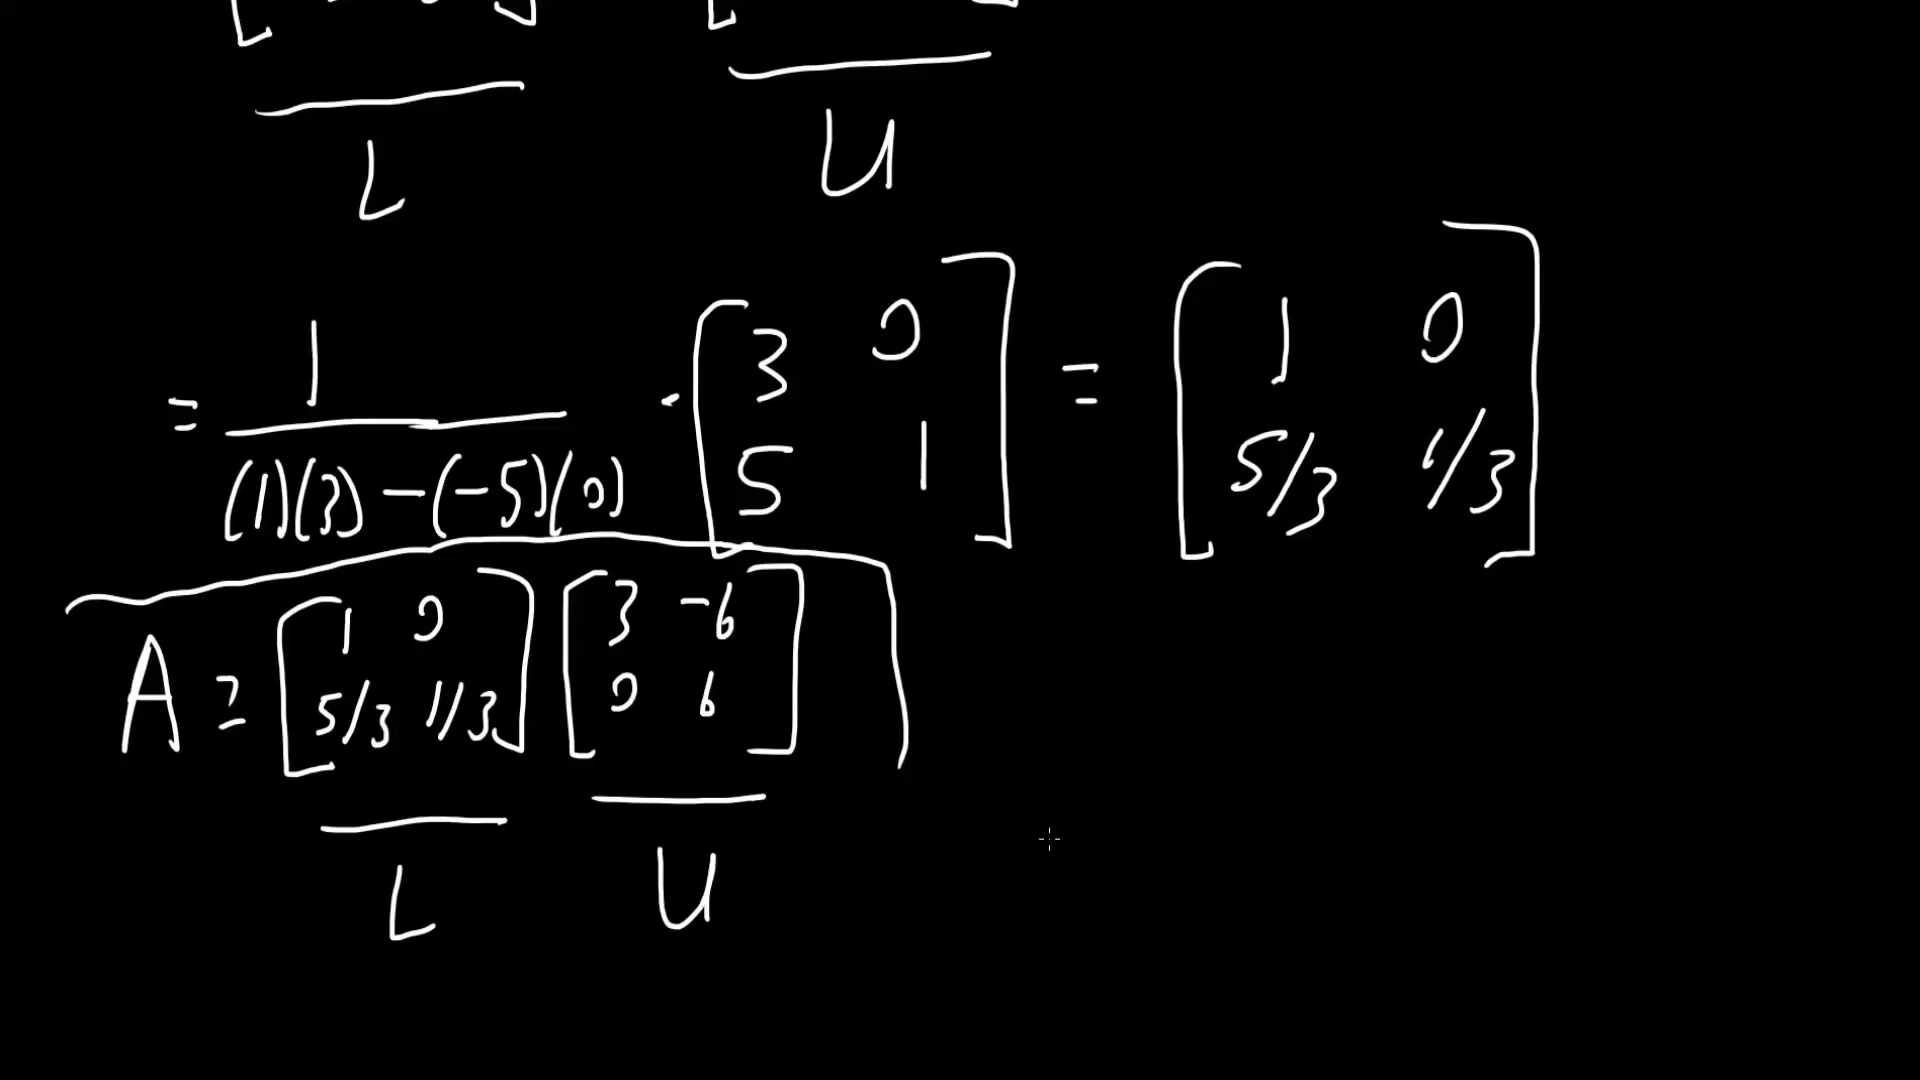 L U
= 1 / (1)(3) - (-5)(0) · [3 0; 5 1] = [1 0; 5/3 1/3]
A = [1 0; 5/3 1/3] [3 -6; 0 6]
L U